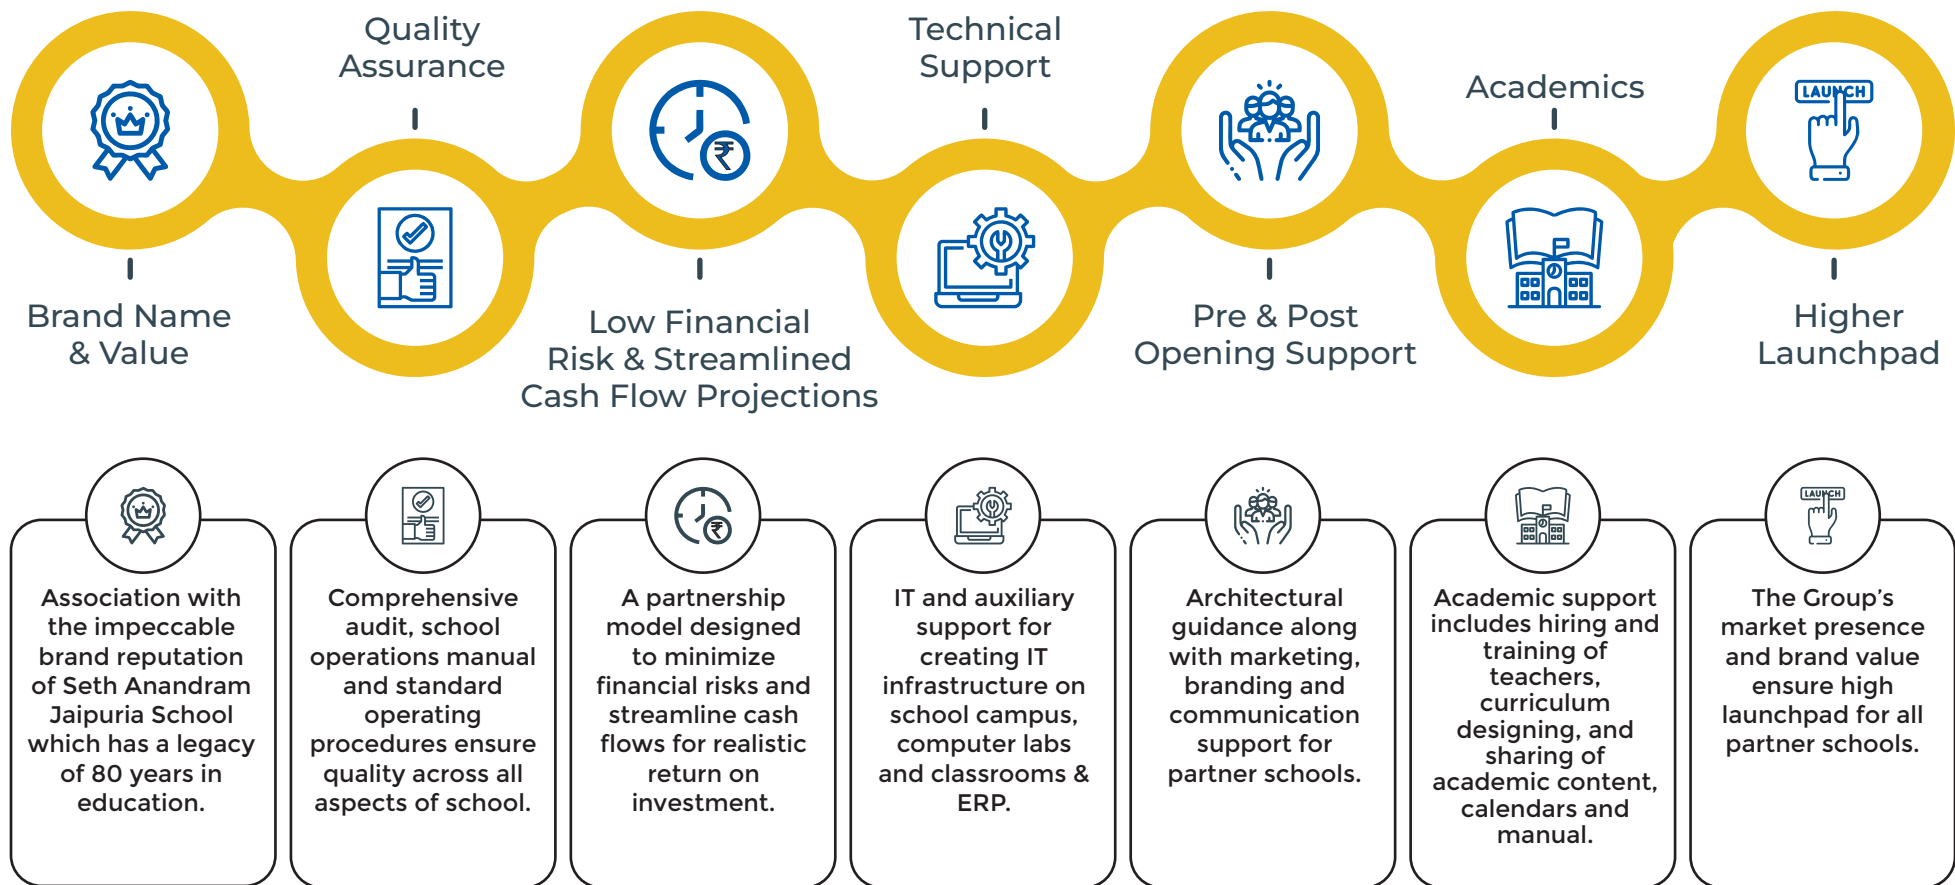 Quality
Assurance
Technical
Support
Academics
LAUNCH
Brand Name
& Value
Low Financial
Risk & Streamlined
Cash Flow Projections
Pre & Post
Opening Support
Higher
Launchpad
₹
Association with
the impeccable
brand reputation
of Seth Anandram
Jaipuria School
which has a legacy
of 80 years in
education.
Comprehensive
audit, school
operations manual
and standard
operating
procedures ensure
quality across all
aspects of school.
₹
A partnership
model designed
to minimize
financial risks and
streamline cash
flows for realistic
return on
investment.
IT and auxiliary
support for
creating IT
infrastructure on
school campus,
computer labs
and classrooms &
ERP.
Architectural
guidance along
with marketing,
branding and
communication
support for
partner schools.
Academic support
includes hiring and
training of
teachers,
curriculum
designing, and
sharing of
academic content,
calendars and
manual.
LAUNCH
The Group’s
market presence
and brand value
ensure high
launchpad for all
partner schools.